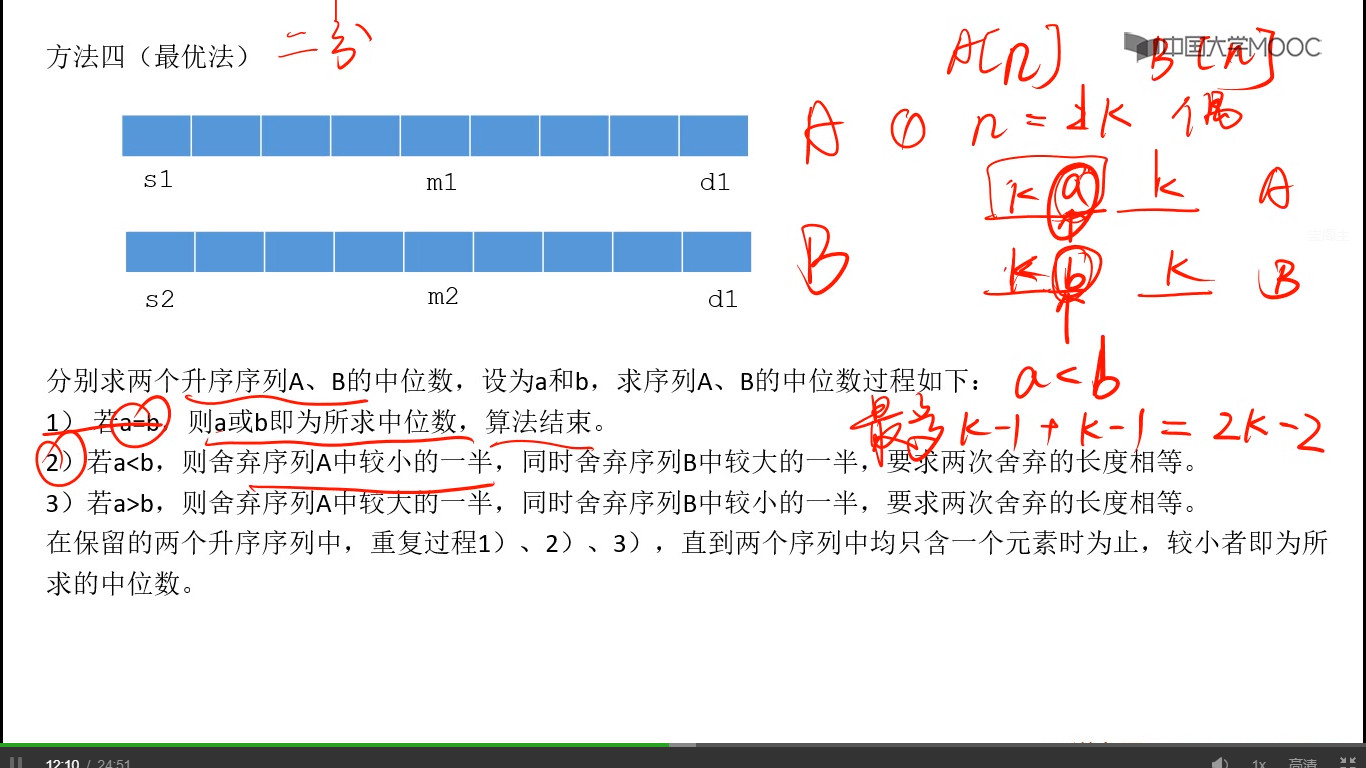 方法四（最优法） 二分
A[n] B[n]
中国大学MOOC
A ① n = 2k 偶
s1 m1 d1
k a k A
B
k b k B
s2 m2 d1
分别求两个升序序列A、B的中位数，设为a和b，求序列A、B的中位数过程如下：
a<b
1） 若a=b，则a或b即为所求中位数，算法结束。
最多 k-1 + k-1 = 2k-2
2）若a<b，则舍弃序列A中较小的一半，同时舍弃序列B中较大的一半，要求两次舍弃的长度相等。
3）若a>b，则舍弃序列A中较大的一半，同时舍弃序列B中较小的一半，要求两次舍弃的长度相等。
在保留的两个升序序列中，重复过程1）、2）、3），直到两个序列中均只含一个元素时为止，较小者即为所
求的中位数。
12:10 / 24:51 1x 高清